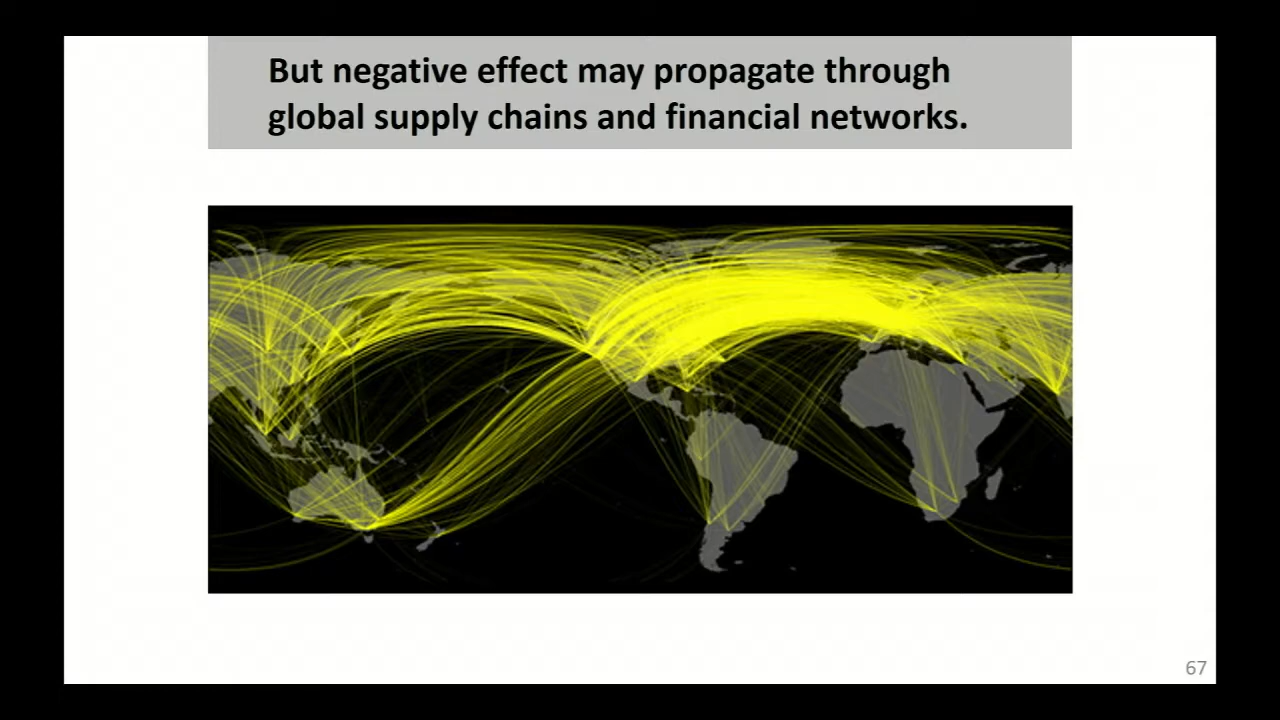 But negative effect may propagate through
global supply chains and financial networks.
67